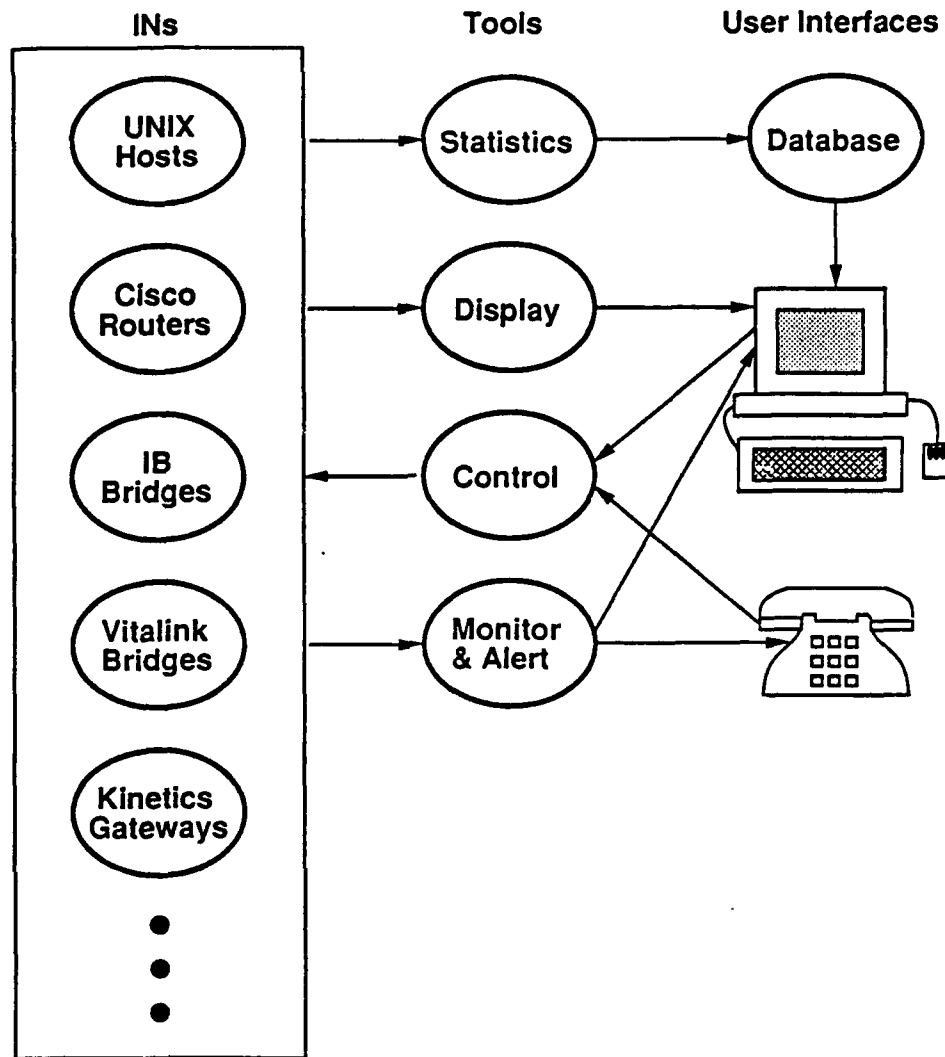 INs
Tools
User Interfaces
UNIX
Hosts
Statistics
Database
Cisco
Routers
Display
IB
Bridges
Control
Vitalink
Bridges
Monitor
& Alert
Kinetics
Gateways